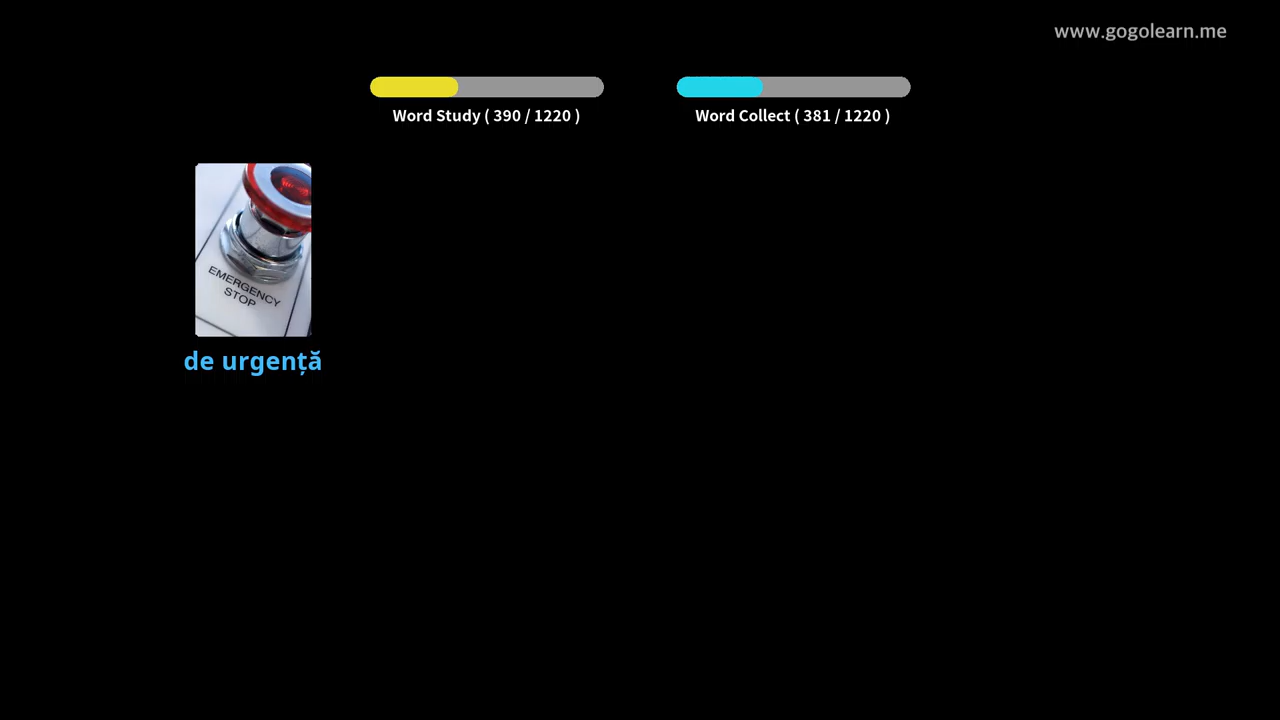 www.gogolearn.me
Word Study ( 390 / 1220 )
Word Collect ( 381 / 1220 )
EMERGENCY
STOP
de urgență